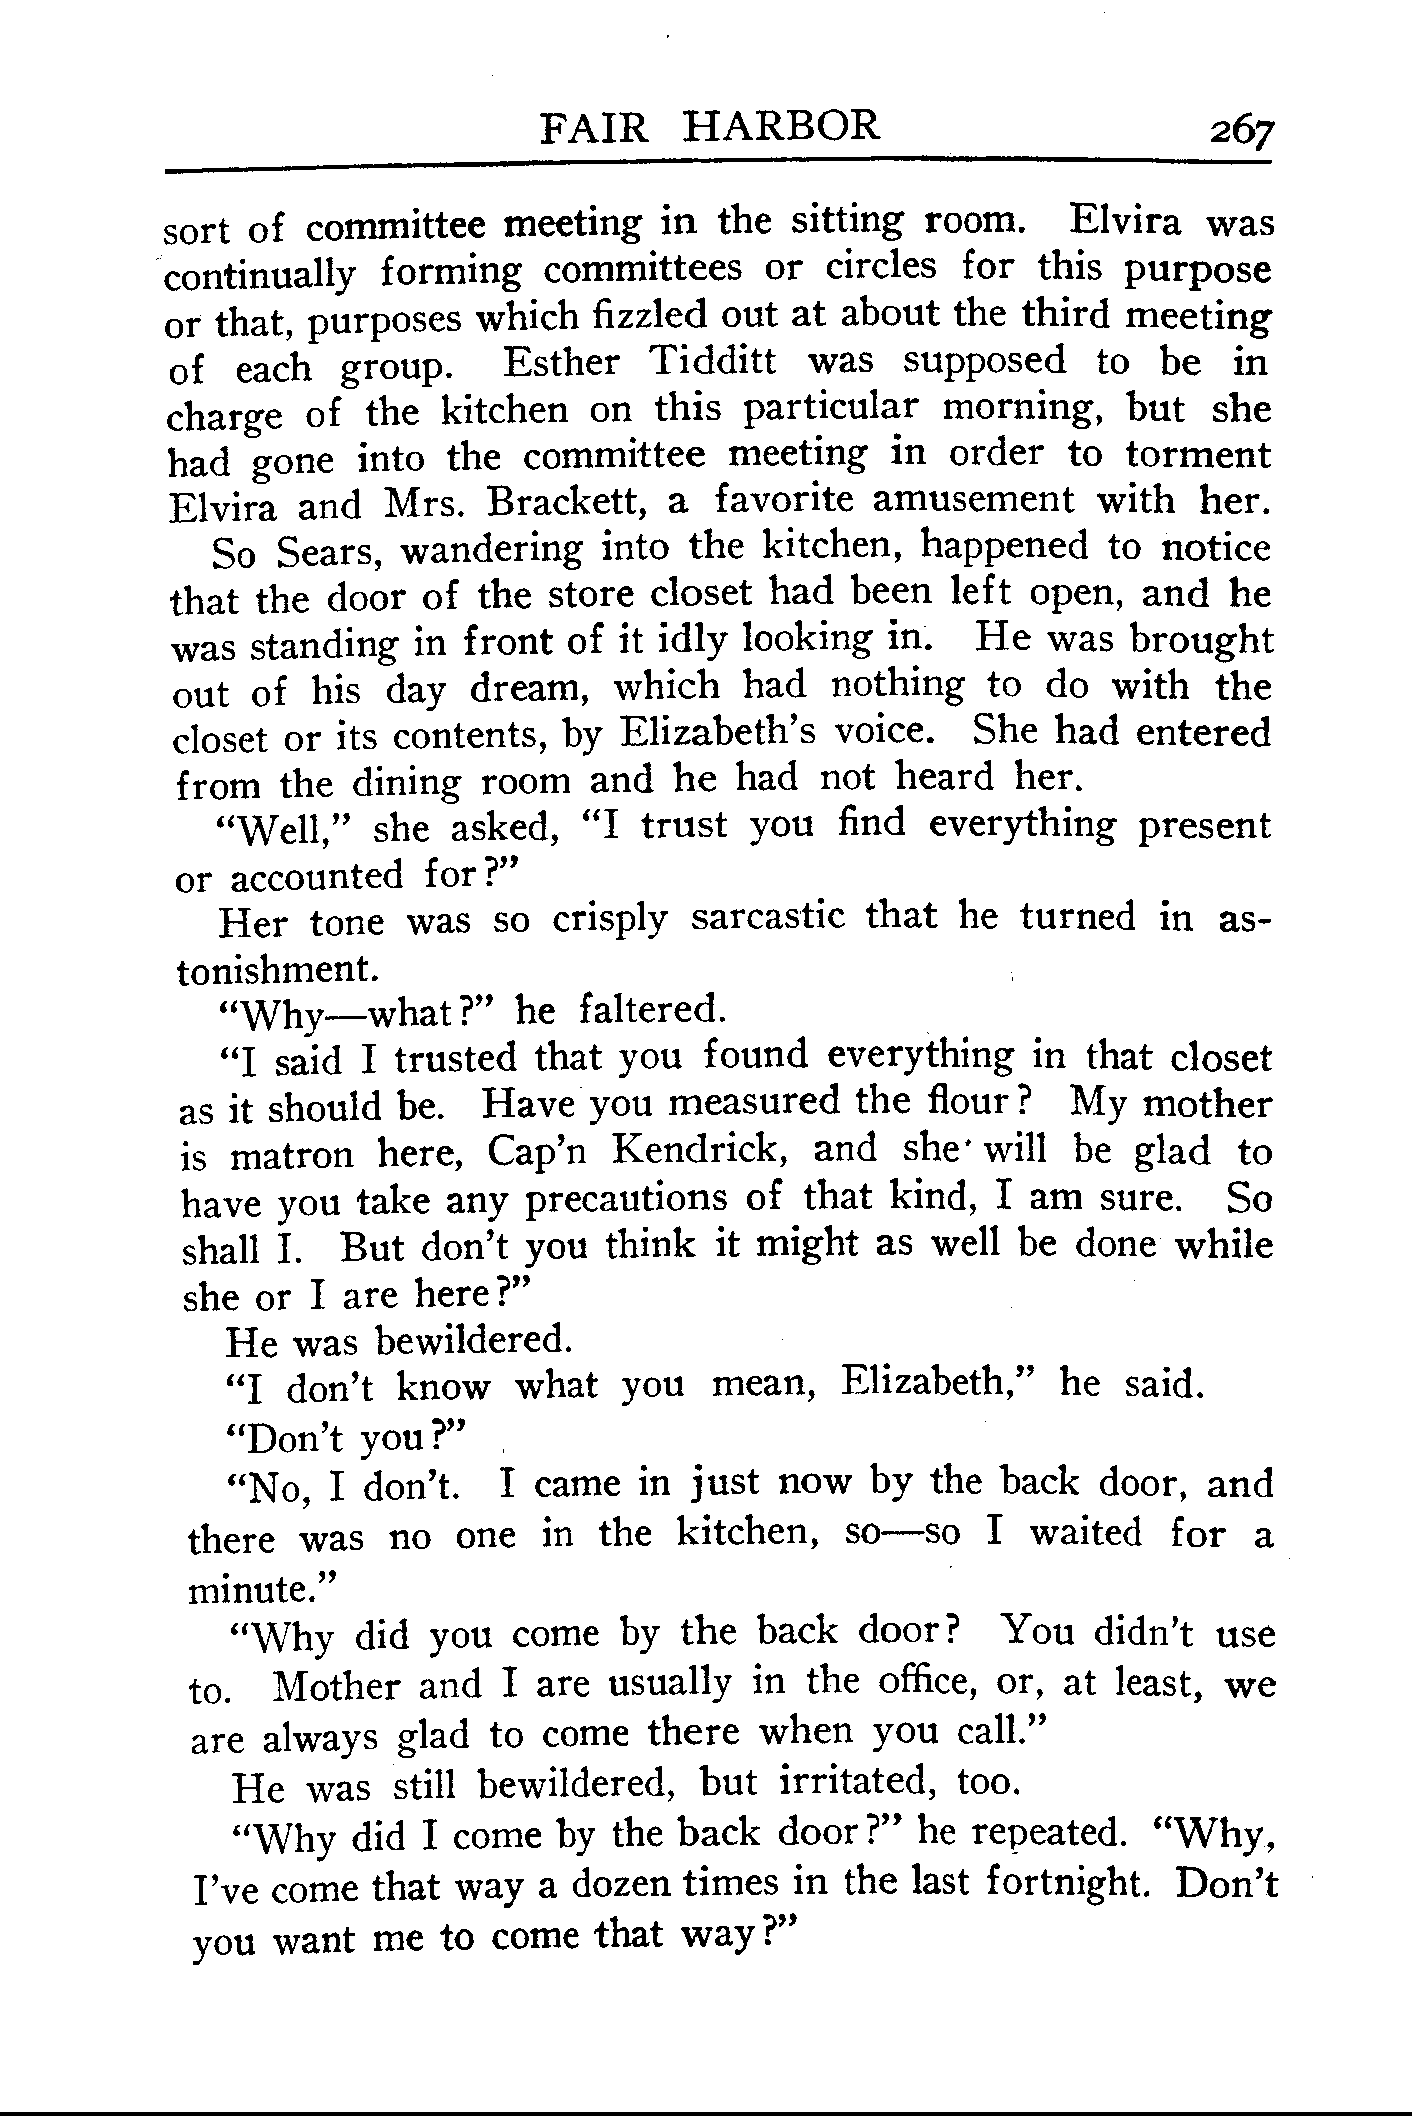 FAIR HARBOR 267
sort of committee meeting in the sitting room. Elvira was
continually forming committees or circles for this purpose
or that, purposes which fizzled out at about the third meeting
of each group. Esther Tidditt was supposed to be in
charge of the kitchen on this particular morning, but she
had gone into the committee meeting in order to torment
Elvira and Mrs. Brackett, a favorite amusement with her.
So Sears, wandering into the kitchen, happened to notice
that the door of the store closet had been left open, and he
was standing in front of it idly looking in. He was brought
out of his day dream, which had nothing to do with the
closet or its contents, by Elizabeth's voice. She had entered
from the dining room and he had not heard her.
"Well," she asked, "I trust you find everything present
or accounted for?"
Her tone was so crisply sarcastic that he turned in as-
tonishment.
"Why—what?" he faltered.
"I said I trusted that you found everything in that closet
as it should be. Have you measured the flour? My mother
is matron here, Cap'n Kendrick, and she will be glad to
have you take any precautions of that kind, I am sure. So
shall I. But don't you think it might as well be done while
she or I are here?"
He was bewildered.
"I don't know what you mean, Elizabeth," he said.
"Don't you?"
"No, I don't. I came in just now by the back door, and
there was no one in the kitchen, so—so I waited for a
minute."
"Why did you come by the back door? You didn't use
to. Mother and I are usually in the office, or, at least, we
are always glad to come there when you call."
He was still bewildered, but irritated, too.
"Why did I come by the back door?" he repeated. "Why,
I've come that way a dozen times in the last fortnight. Don't
you want me to come that way?"